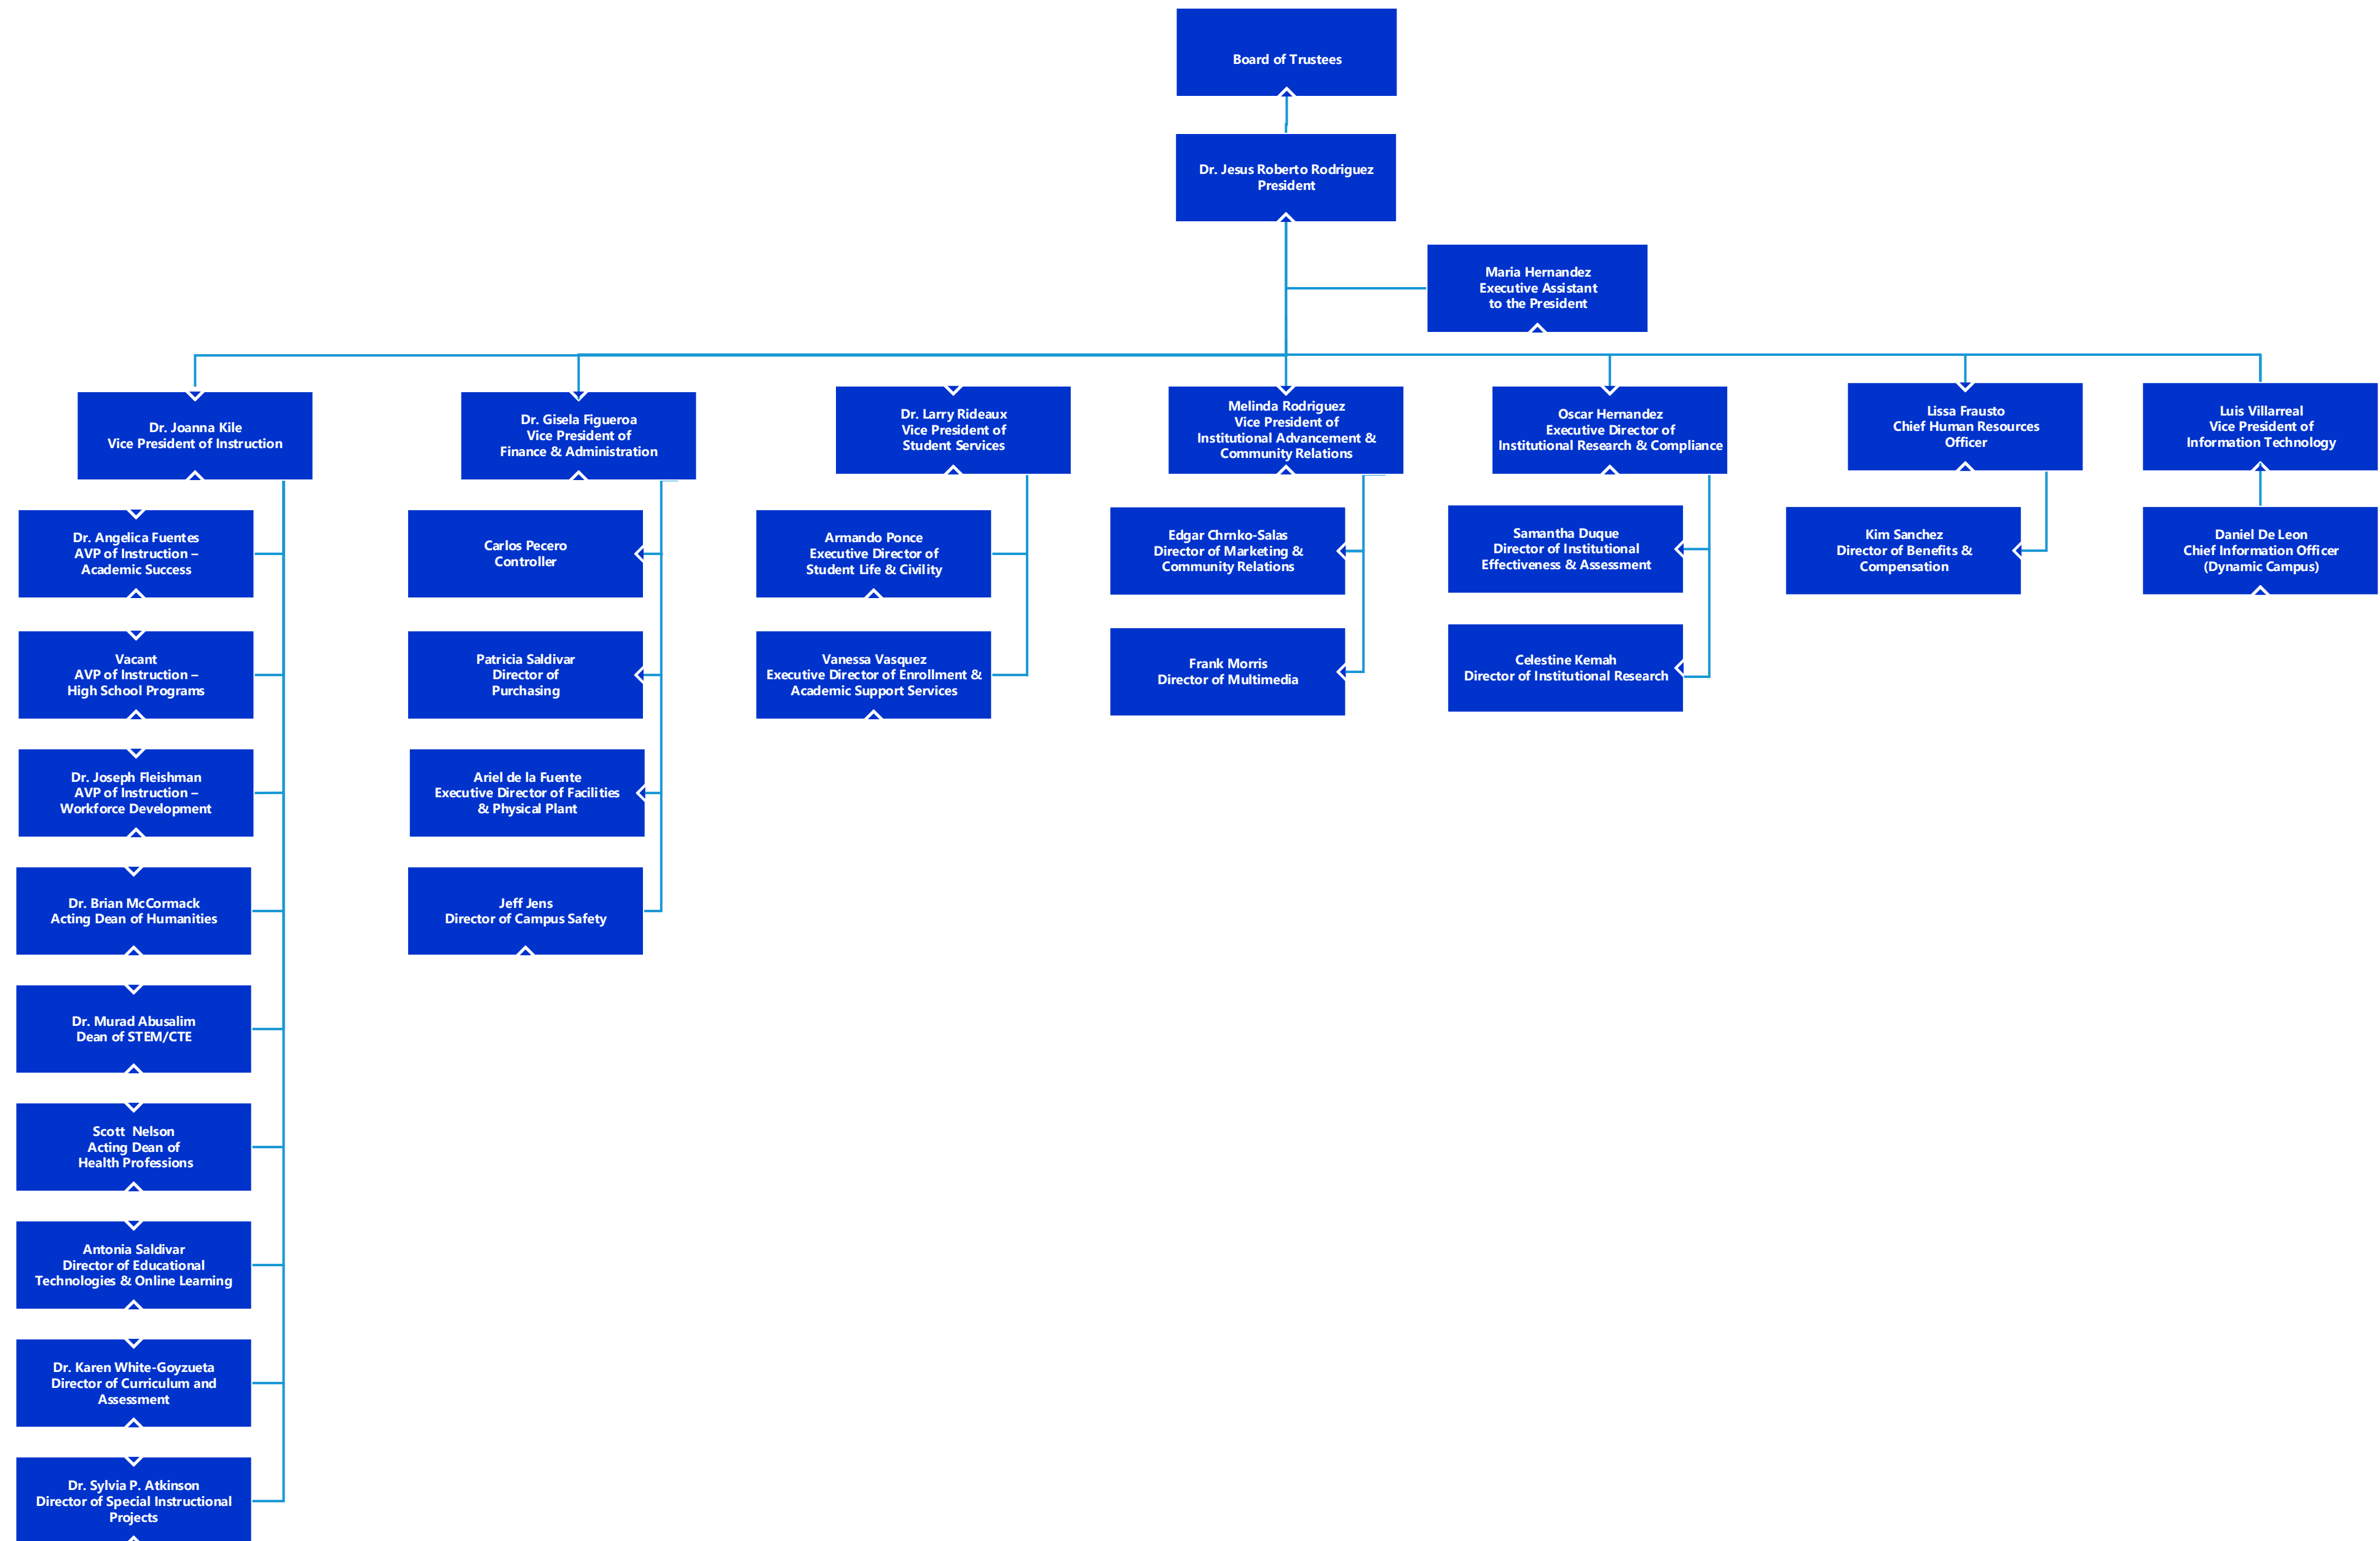 Board of Trustees
Dr. Jesus Roberto Rodriguez
President
Maria Hernandez
Executive Assistant
to the President
Dr. Joanna Kile
Vice President of Instruction
Dr. Gisela Figueroa
Vice President of
Finance & Administration
Dr. Larry Rideaux
Vice President of
Student Services
Melinda Rodriguez
Vice President of
Institutional Advancement &
Community Relations
Oscar Hernandez
Executive Director of
Institutional Research & Compliance
Lissa Frausto
Chief Human Resources
Officer
Luis Villarreal
Vice President of
Information Technology
Dr. Angelica Fuentes
AVP of Instruction –
Academic Success
Carlos Pecero
Controller
Armando Ponce
Executive Director of
Student Life & Civility
Edgar Chrnko-Salas
Director of Marketing &
Community Relations
Samantha Duque
Director of Institutional
Effectiveness & Assessment
Kim Sanchez
Director of Benefits &
Compensation
Daniel De Leon
Chief Information Officer
(Dynamic Campus)
Vacant
AVP of Instruction –
High School Programs
Patricia Saldivar
Director of
Purchasing
Vanessa Vasquez
Executive Director of Enrollment &
Academic Support Services
Frank Morris
Director of Multimedia
Celestine Kemah
Director of Institutional Research
Dr. Joseph Fleishman
AVP of Instruction –
Workforce Development
Ariel de la Fuente
Executive Director of Facilities
& Physical Plant
Dr. Brian McCormack
Acting Dean of Humanities
Jeff Jens
Director of Campus Safety
Dr. Murad Abusalim
Dean of STEM/CTE
Scott  Nelson
Acting Dean of
Health Professions
Antonia Saldivar
Director of Educational
Technologies & Online Learning
Dr. Karen White-Goyzueta
Director of Curriculum and
Assessment
Dr. Sylvia P. Atkinson
Director of Special Instructional
Projects